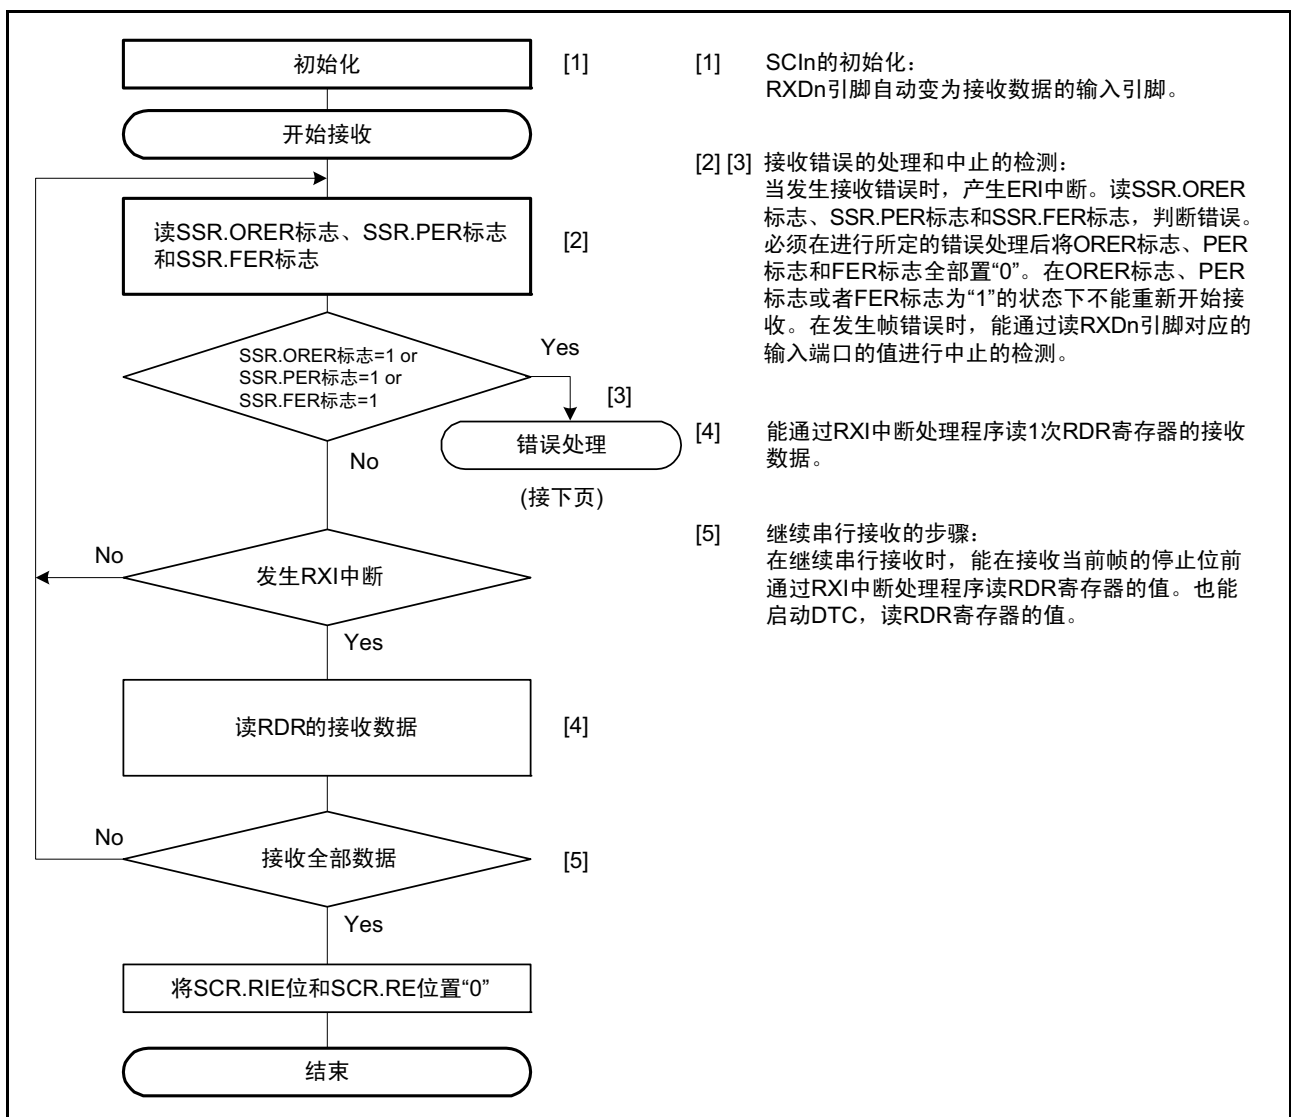 初始化
[1]
开始接收
读SSR.ORER标志、SSR.PER标志
和SSR.FER标志
[2]
SSR.ORER标志=1 or
SSR.PER标志=1 or
SSR.FER标志=1
Yes
[3]
错误处理
(接下页)
No
发生RXI中断
No
Yes
读RDR的接收数据
[4]
接收全部数据
[5]
No
Yes
将SCR.RIE位和SCR.RE位置“0”
结束
[1] SCIn的初始化：
RXDn引脚自动变为接收数据的输入引脚。
[2] [3] 接收错误的处理和中止的检测：
当发生接收错误时，产生ERI中断。读SSR.ORER
标志、SSR.PER标志和SSR.FER标志，判断错误。
必须在进行所定的错误处理后将ORER标志、PER
标志和FER标志全部置“0”。在ORER标志、PER
标志或者FER标志为“1”的状态下不能重新开始接
收。在发生帧错误时，能通过读RXDn引脚对应的
输入端口的值进行中止的检测。
[4] 能通过RXI中断处理程序读1次RDR寄存器的接收
数据。
[5] 继续串行接收的步骤：
在继续串行接收时，能在接收当前帧的停止位前
通过RXI中断处理程序读RDR寄存器的值。也能
启动DTC，读RDR寄存器的值。